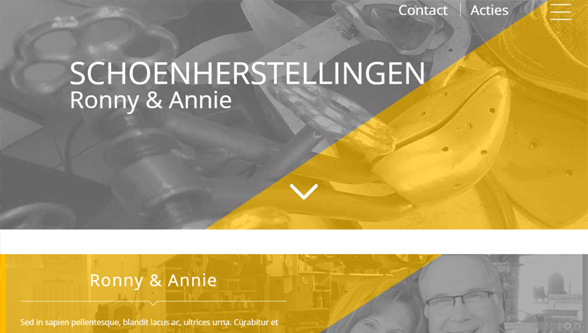 Contact | Acties
SCHOENHERSTELLINGEN
Ronny & Annie
Ronny & Annie
Sed in sapien pellentesque, blandit lacus ac, ultrices urna. Curabitur et